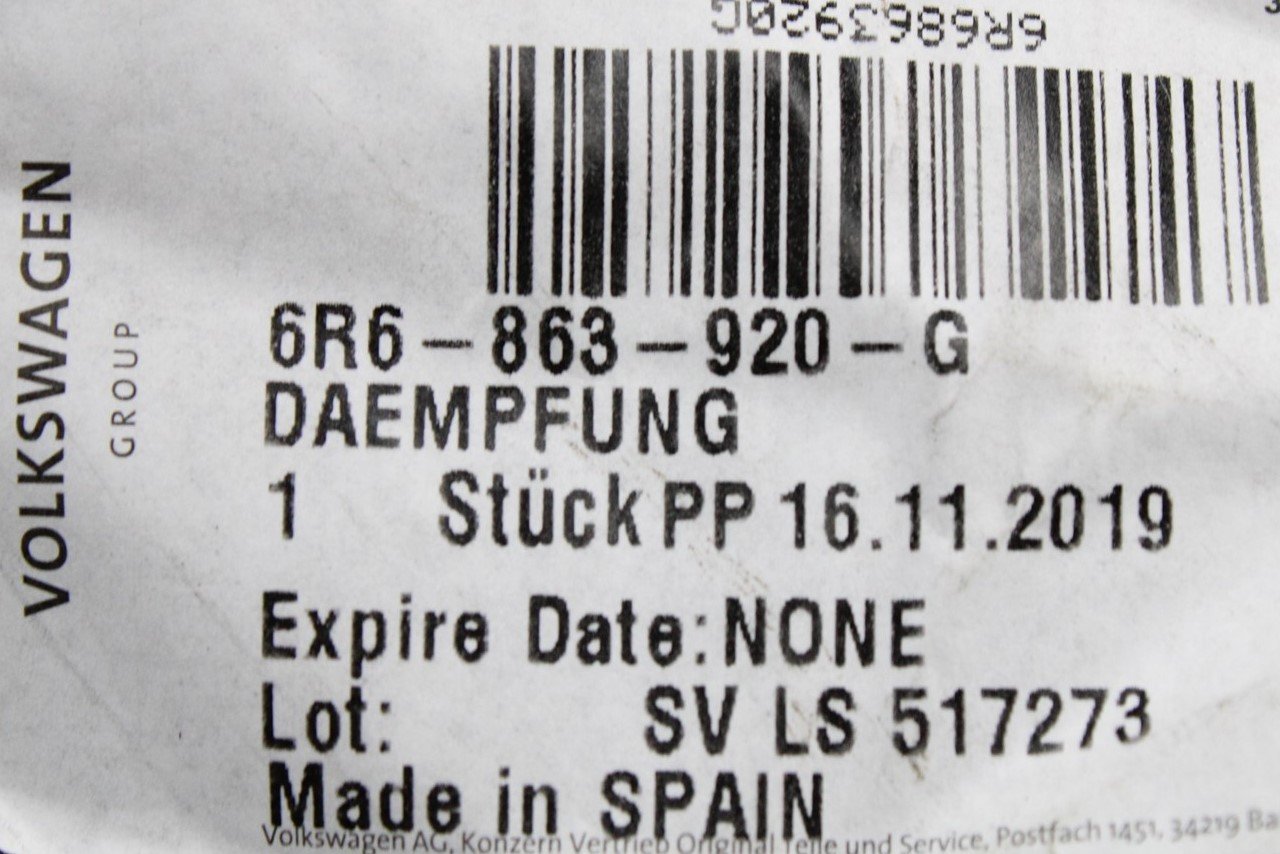 6R6863920G
6R6-863-920-G
DAEMPFUNG
1 Stück PP 16.11.2019
Expire Date:NONE
Lot: SV LS 517273
Made in SPAIN
Volkswagen AG, Konzern Vertrieb Original Teile und Service, Postfach 1451, 34219 Ba
VOLKSWAGEN
GROUP